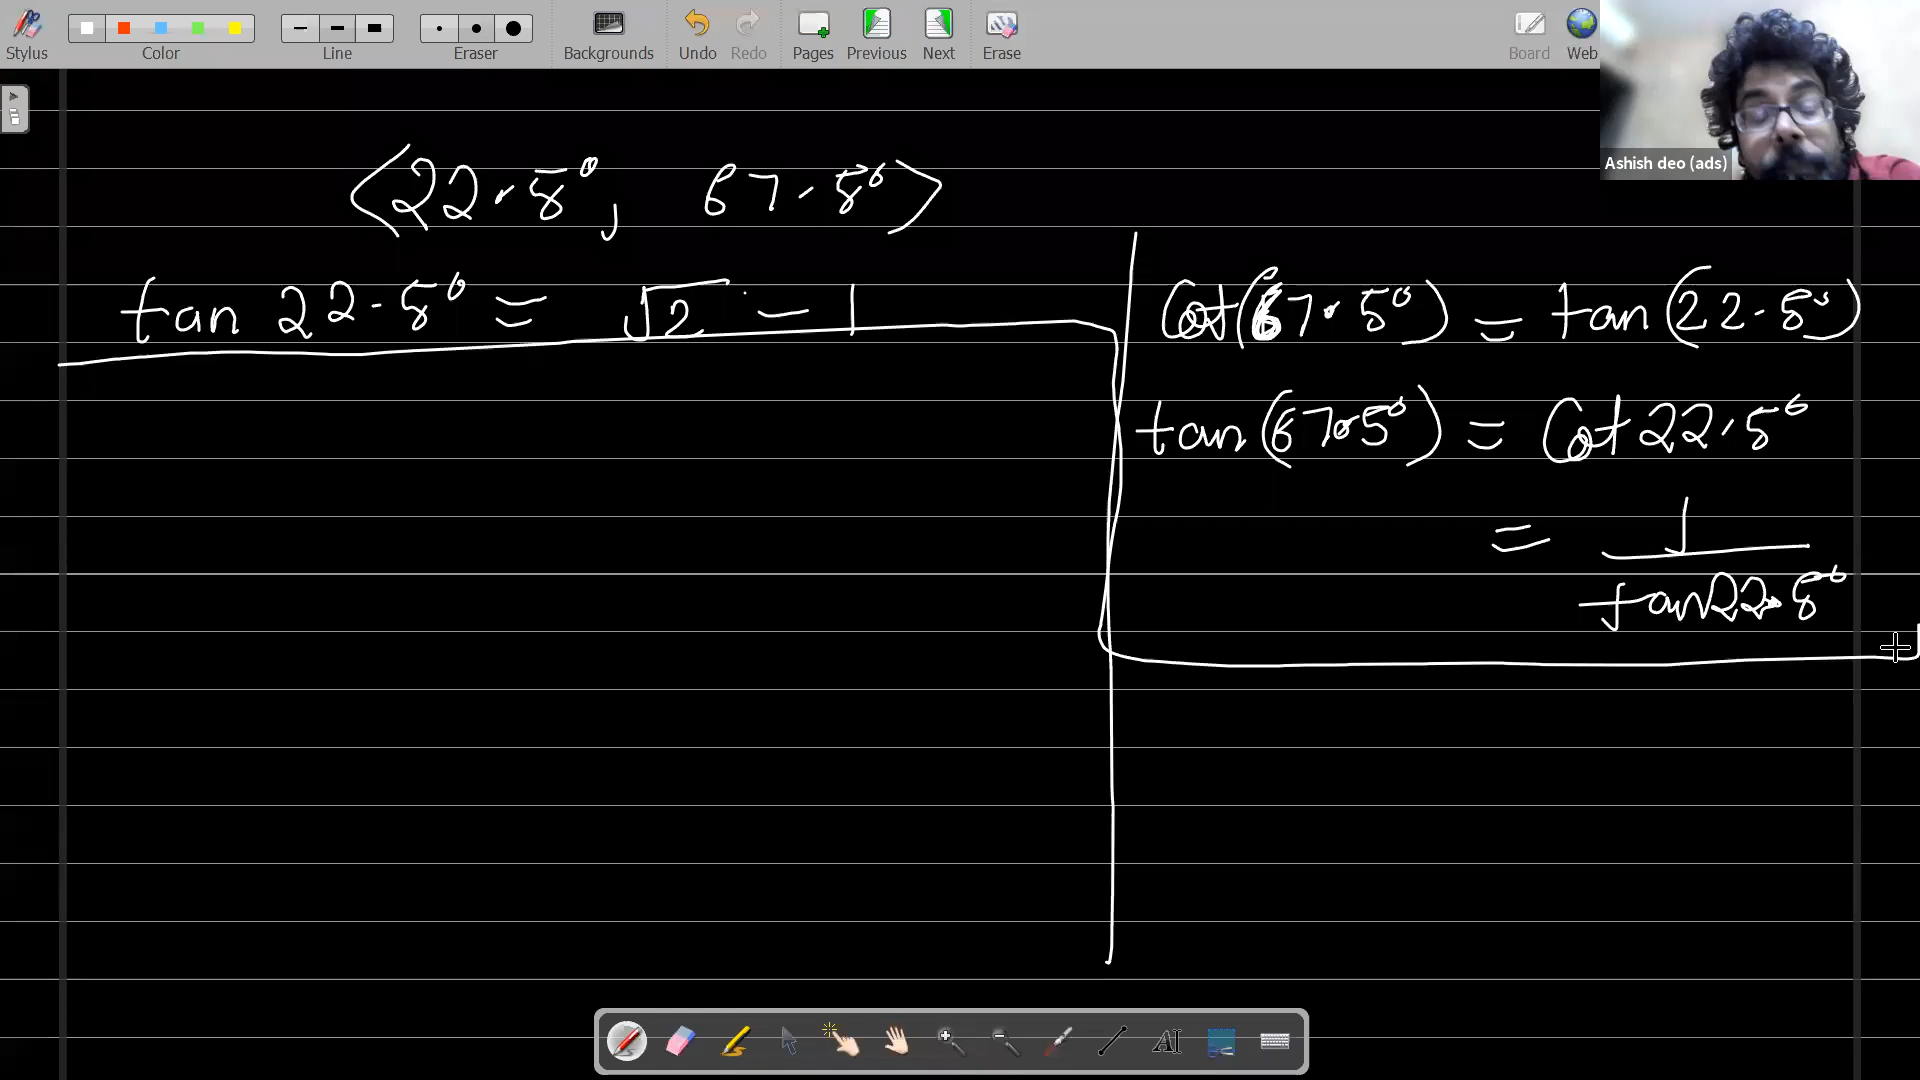 Stylus Color Line Eraser Backgrounds Undo Redo Pages Previous Next Erase Board Web
Ashish deo (ads)
⟨22.5°, 67.5°⟩
tan 22.5° = √2 - 1
Cot(67.5°) = tan(22.5°)
tan(67.5°) = Cot 22.5°
= 1
tan 22.5°